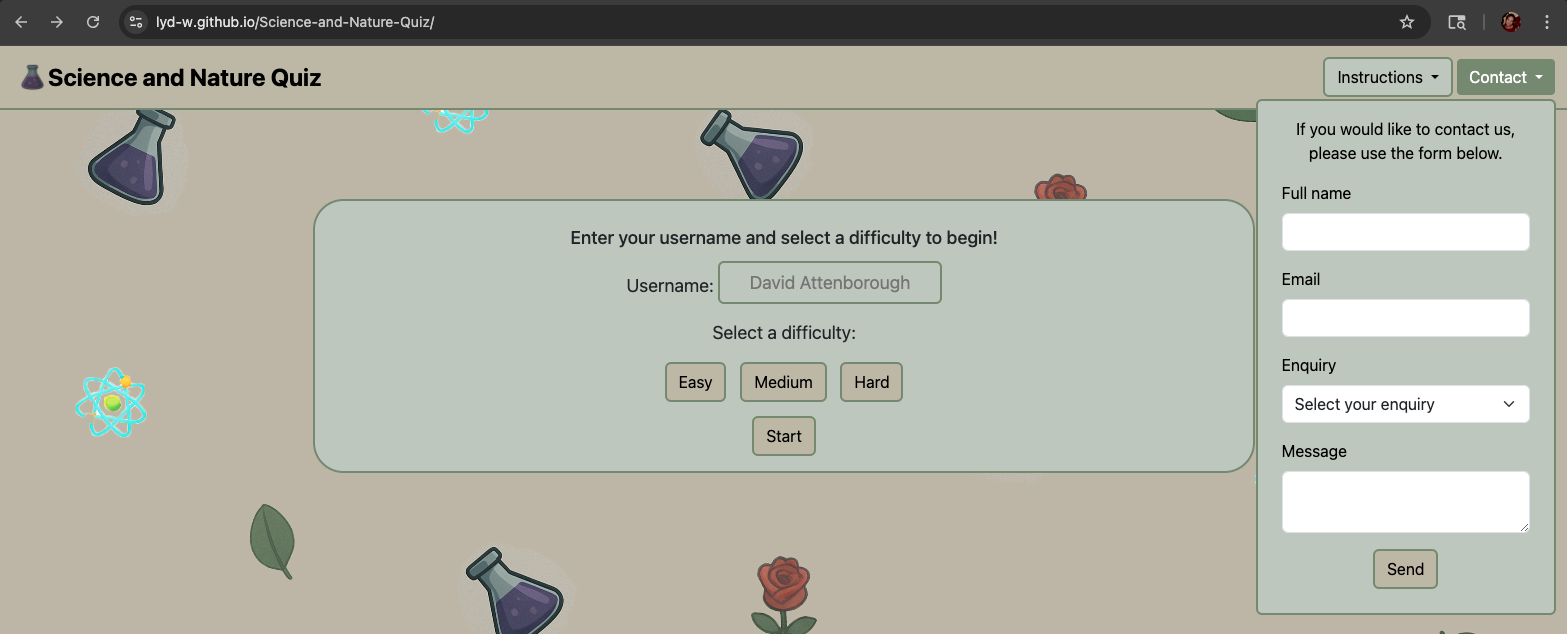 lyd-w.github.io/Science-and-Nature-Quiz/
Science and Nature Quiz
Instructions
Contact
If you would like to contact us,
please use the form below.
Full name
Email
Enquiry
Select your enquiry
Message
Send
Enter your username and select a difficulty to begin!
Username: David Attenborough
Select a difficulty:
Easy Medium Hard
Start